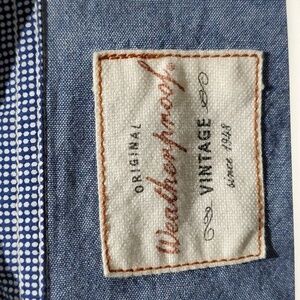 ORIGINAL
Weatherproof
VINTAGE
since 1948